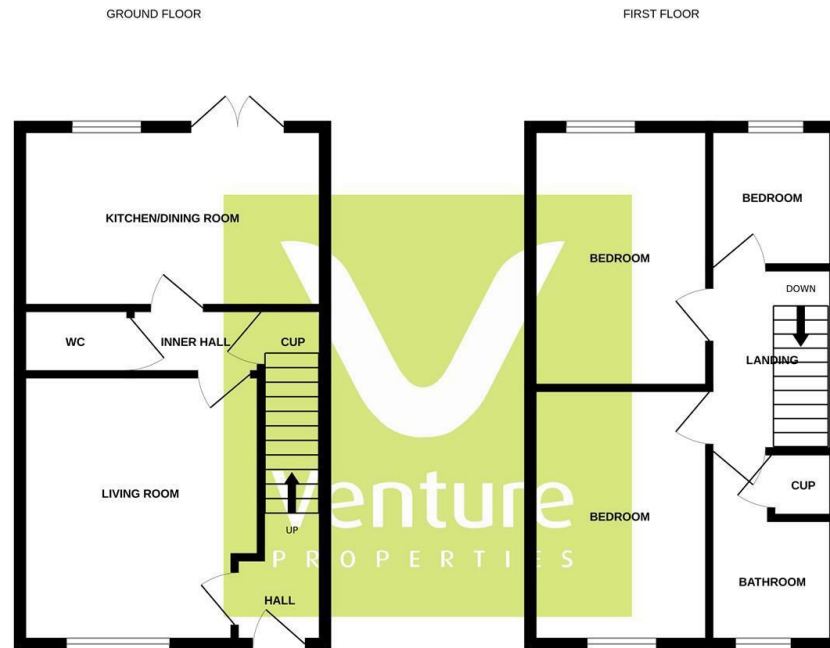 GROUND FLOOR
FIRST FLOOR
KITCHEN/DINING ROOM
WC
INNER HALL
CUP
LIVING ROOM
UP
HALL
BEDROOM
BEDROOM
DOWN
LANDING
BEDROOM
CUP
BATHROOM
Venture
PROPERTIES